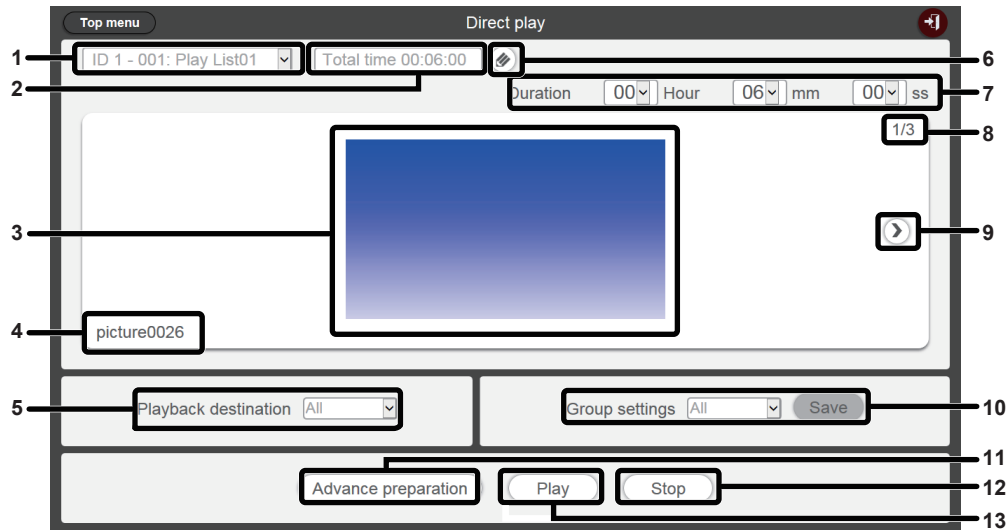 Top menu
Direct play
1
ID 1 - 001: Play List01
Total time 00:06:00
6
2
Duration 00 Hour 06 mm 00 ss
7
1/3
8
3
9
4
picture0026
5
Playback destination All
Group settings All Save
10
11
Advance preparation Play Stop
12
13